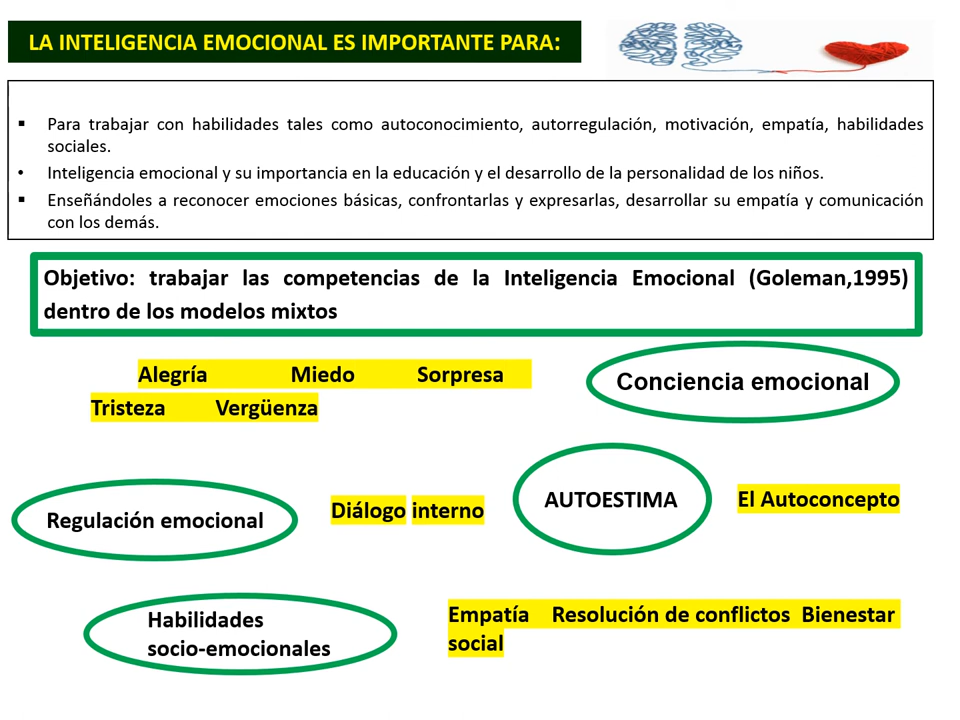 LA INTELIGENCIA EMOCIONAL ES IMPORTANTE PARA:
▪ Para trabajar con habilidades tales como autoconocimiento, autorregulación, motivación, empatía, habilidades
sociales.
• Inteligencia emocional y su importancia en la educación y el desarrollo de la personalidad de los niños.
▪ Enseñándoles a reconocer emociones básicas, confrontarlas y expresarlas, desarrollar su empatía y comunicación
con los demás.
Objetivo: trabajar las competencias de la Inteligencia Emocional (Goleman,1995)
dentro de los modelos mixtos
Alegría Miedo Sorpresa
Tristeza Vergüenza
Conciencia emocional
Regulación emocional
Diálogo interno
AUTOESTIMA
El Autoconcepto
Habilidades
socio-emocionales
Empatía Resolución de conflictos Bienestar
social